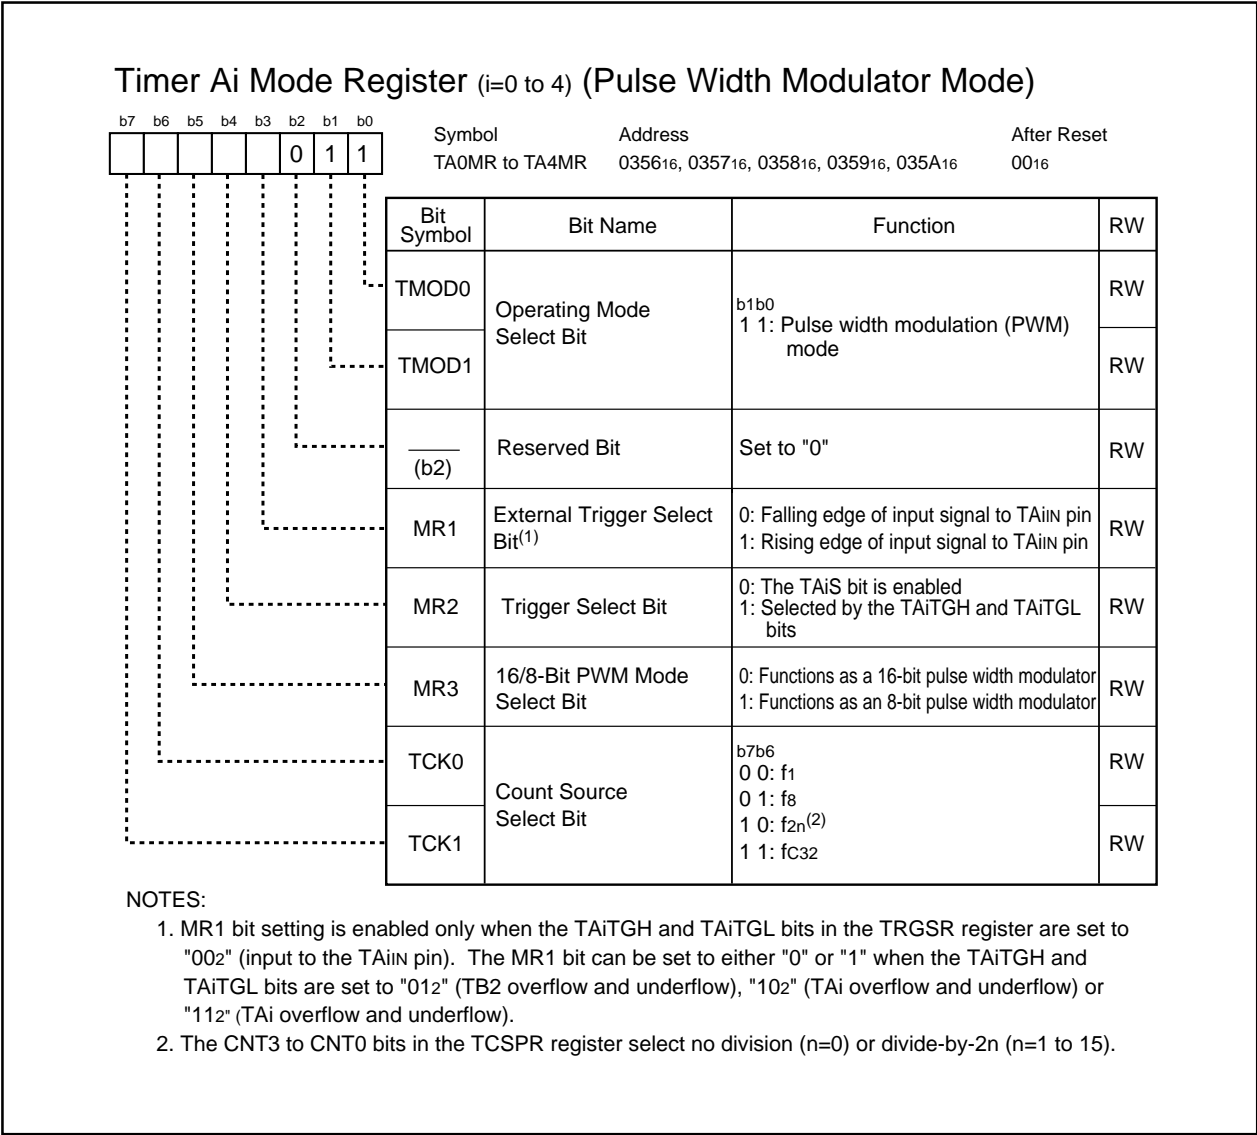 Timer Ai Mode Register (i=0 to 4) (Pulse Width Modulator Mode)
b7 b6 b5 b4 b3 b2 b1 b0
0 1 1
Symbol Address After Reset
TA0MR to TA4MR 035616, 035716, 035816, 035916, 035A16 0016
Bit Symbol Bit Name Function RW
TMOD0 RW
Operating Mode
Select Bit
b1b0
1 1: Pulse width modulation (PWM)
mode
TMOD1 RW
(b2) Reserved Bit Set to "0" RW
MR1 External Trigger Select
Bit(1)
0: Falling edge of input signal to TAiIN pin
1: Rising edge of input signal to TAiIN pin
RW
MR2 Trigger Select Bit
0: The TAiS bit is enabled
1: Selected by the TAiTGH and TAiTGL
bits
RW
MR3 16/8-Bit PWM Mode
Select Bit
0: Functions as a 16-bit pulse width modulator
1: Functions as an 8-bit pulse width modulator
RW
TCK0 RW
Count Source
Select Bit
b7b6
0 0: f1
0 1: f8
1 0: f2n(2)
1 1: fC32
TCK1 RW
NOTES:
1. MR1 bit setting is enabled only when the TAiTGH and TAiTGL bits in the TRGSR register are set to
"002" (input to the TAiIN pin). The MR1 bit can be set to either "0" or "1" when the TAiTGH and
TAiTGL bits are set to "012" (TB2 overflow and underflow), "102" (TAi overflow and underflow) or
"112" (TAi overflow and underflow).
2. The CNT3 to CNT0 bits in the TCSPR register select no division (n=0) or divide-by-2n (n=1 to 15).